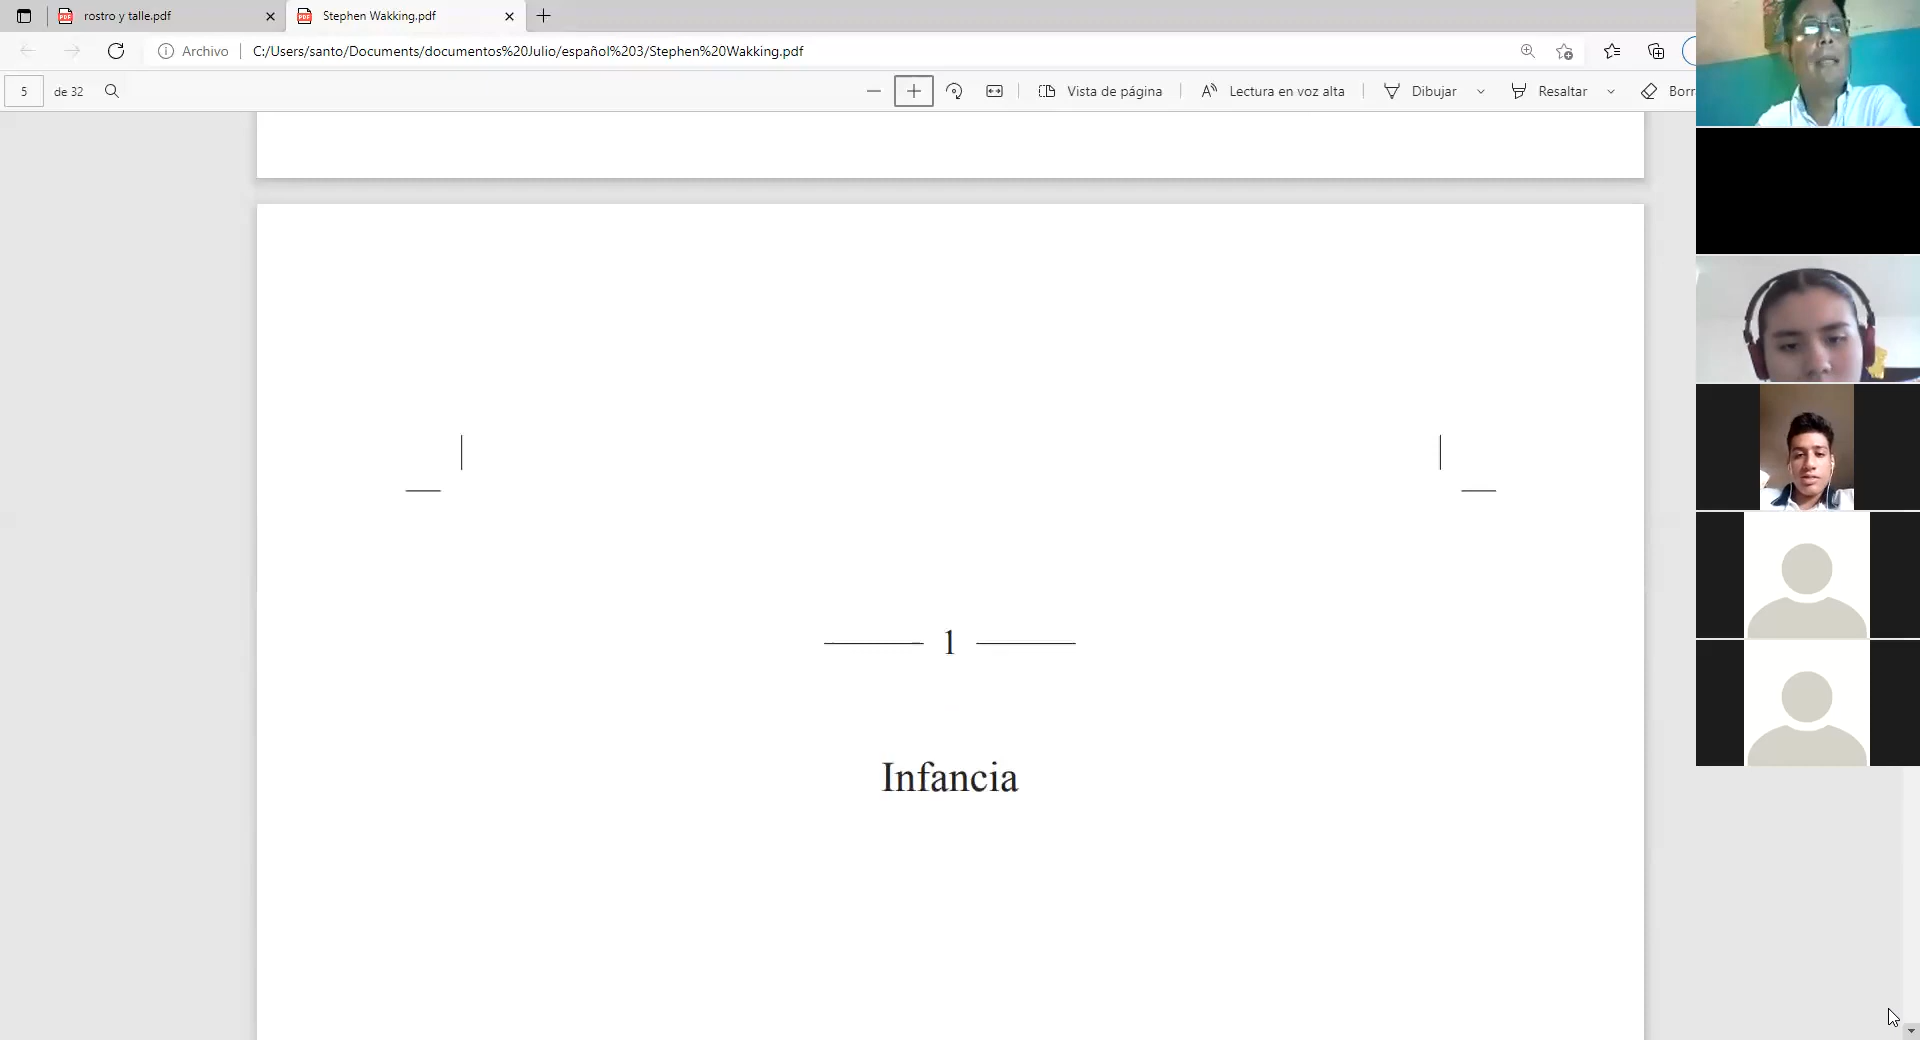 rostro y talle.pdf
Stephen Wakking.pdf
Archivo
C:/Users/santo/Documents/documentos%20Julio/español%203/Stephen%20Wakking.pdf
5 de 32
Vista de página
Lectura en voz alta
Dibujar
Resaltar
Borr
1
Infancia